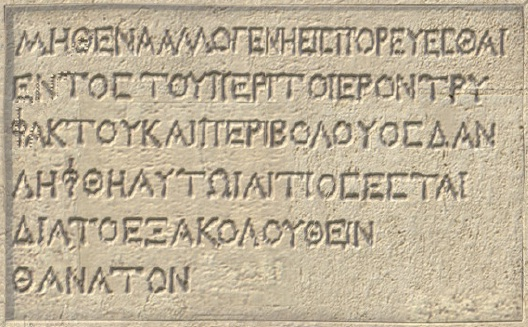 ΜΗΘΕΝΑΑΛΛΟΓΕΝΗΕΙΣΠΟΡΕΥΕΣΘΑΙ
ΕΝΤΟΣΤΟΥΠΕΡΙΤΟΙΕΡΟΝΤΡΥ
ΦΑΚΤΟΥΚΑΙΠΕΡΙΒΟΛΟΥΟΣΔΑΝ
ΛΗΦΘΗΑΥΤΩΙΑΙΤΙΟΣΕΣΤΑΙ
ΔΙΑΤΟΕΞΑΚΟΛΟΥΘΕΙΝ
ΘΑΝΑΤΟΝ